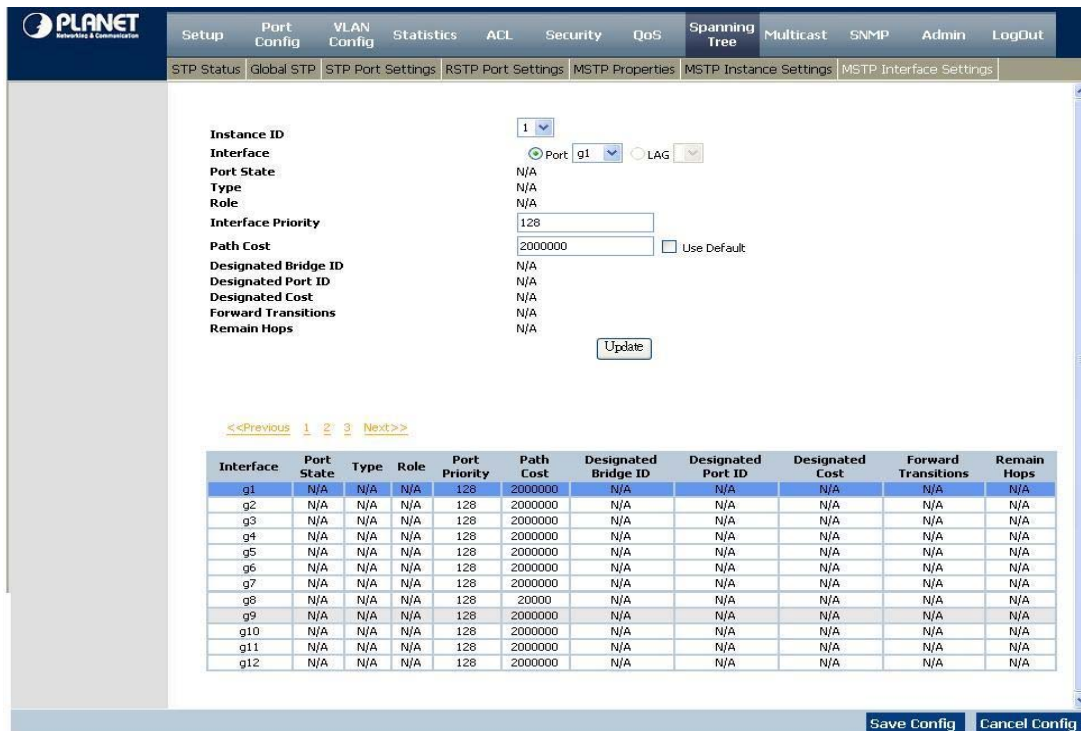 PLANET
Networking & Communication
Setup Port Config VLAN Config Statistics ACL Security QoS Spanning Tree Multicast SNMP Admin LogOut
STP Status Global STP STP Port Settings RSTP Port Settings MSTP Properties MSTP Instance Settings MSTP Interface Settings
Instance ID 1
Interface Port g1 LAG
Port State N/A
Type N/A
Role N/A
Interface Priority 128
Path Cost 2000000 Use Default
Designated Bridge ID N/A
Designated Port ID N/A
Designated Cost N/A
Forward Transitions N/A
Remain Hops N/A
Update
<<Previous 1 2 3 Next>>
Interface Port State Type Role Port Priority Path Cost Designated Bridge ID Designated Port ID Designated Cost Forward Transitions Remain Hops
g1 N/A N/A N/A 128 2000000 N/A N/A N/A N/A N/A
g2 N/A N/A N/A 128 2000000 N/A N/A N/A N/A N/A
g3 N/A N/A N/A 128 2000000 N/A N/A N/A N/A N/A
g4 N/A N/A N/A 128 2000000 N/A N/A N/A N/A N/A
g5 N/A N/A N/A 128 2000000 N/A N/A N/A N/A N/A
g6 N/A N/A N/A 128 2000000 N/A N/A N/A N/A N/A
g7 N/A N/A N/A 128 2000000 N/A N/A N/A N/A N/A
g8 N/A N/A N/A 128 20000 N/A N/A N/A N/A N/A
g9 N/A N/A N/A 128 2000000 N/A N/A N/A N/A N/A
g10 N/A N/A N/A 128 2000000 N/A N/A N/A N/A N/A
g11 N/A N/A N/A 128 2000000 N/A N/A N/A N/A N/A
g12 N/A N/A N/A 128 2000000 N/A N/A N/A N/A N/A
Save Config Cancel Config